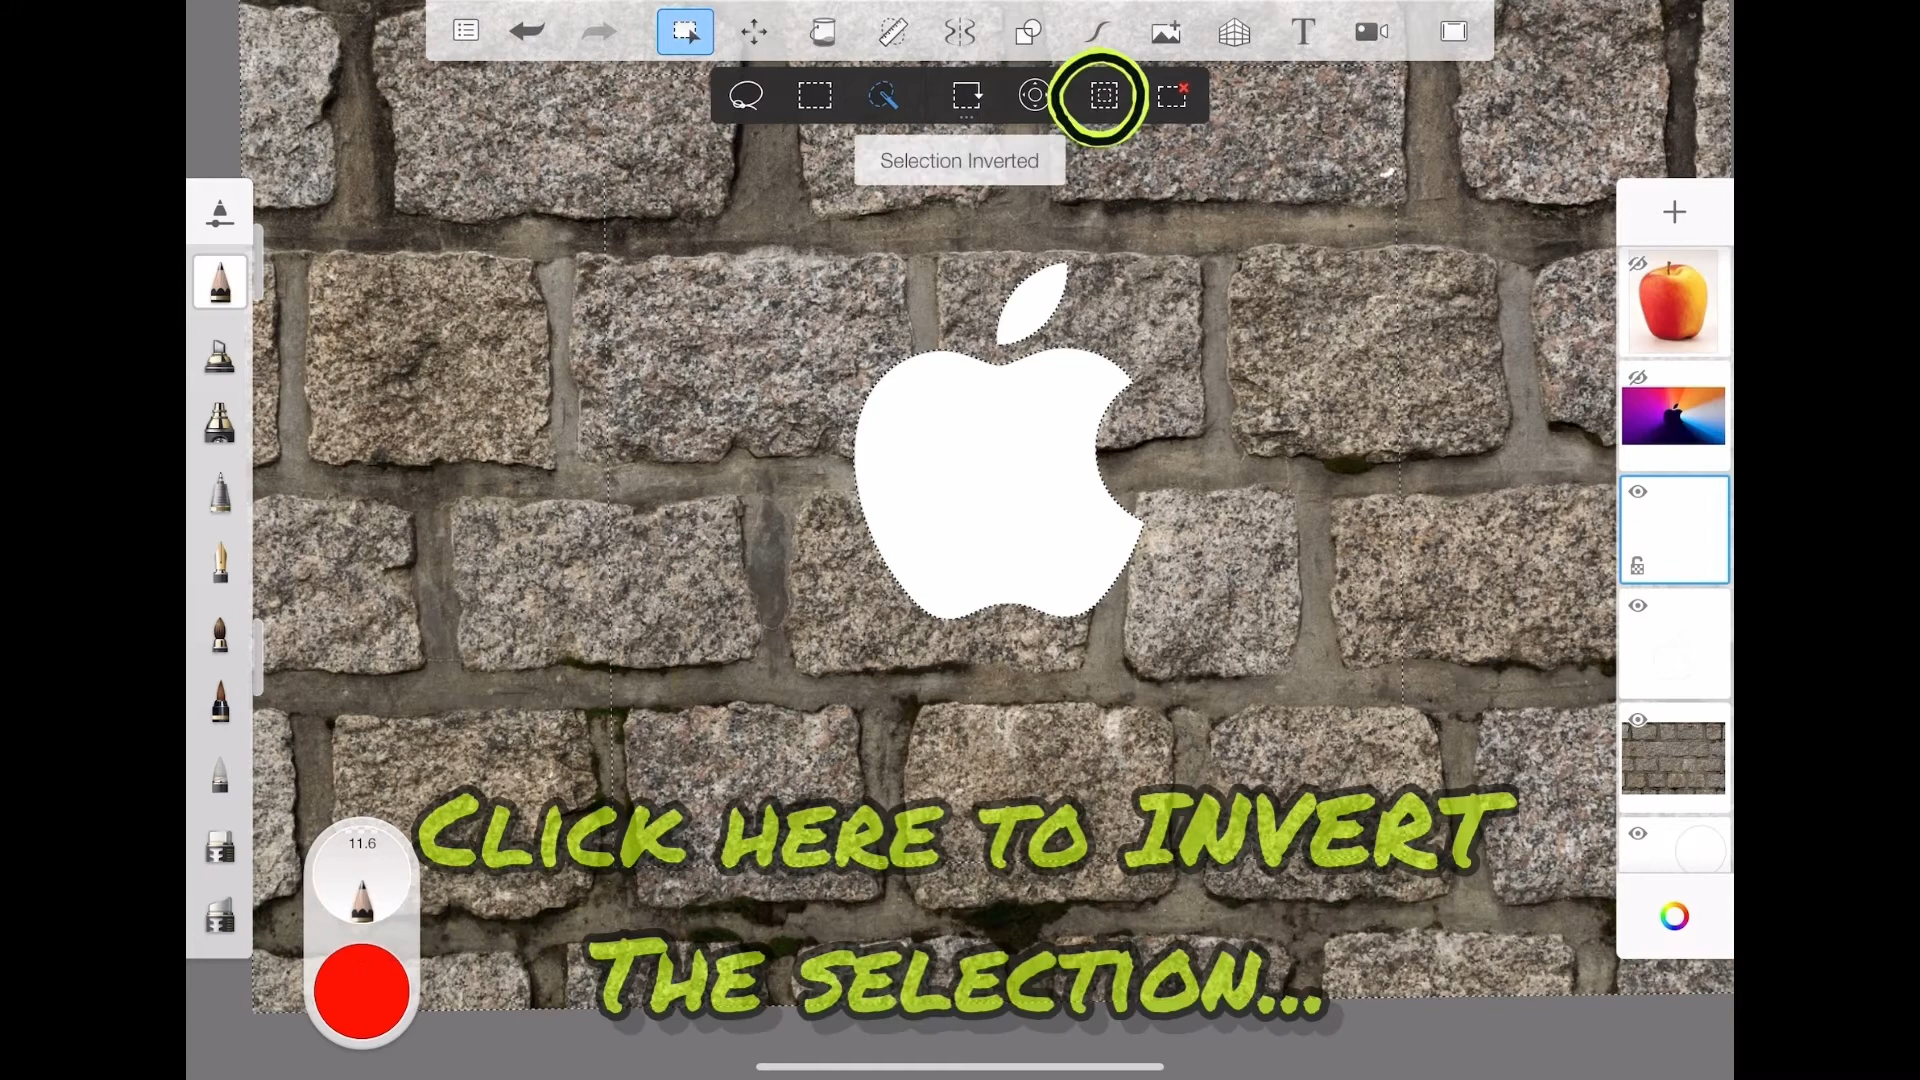 T
Selection Inverted
11.6
Click here to INVERT
The selection...